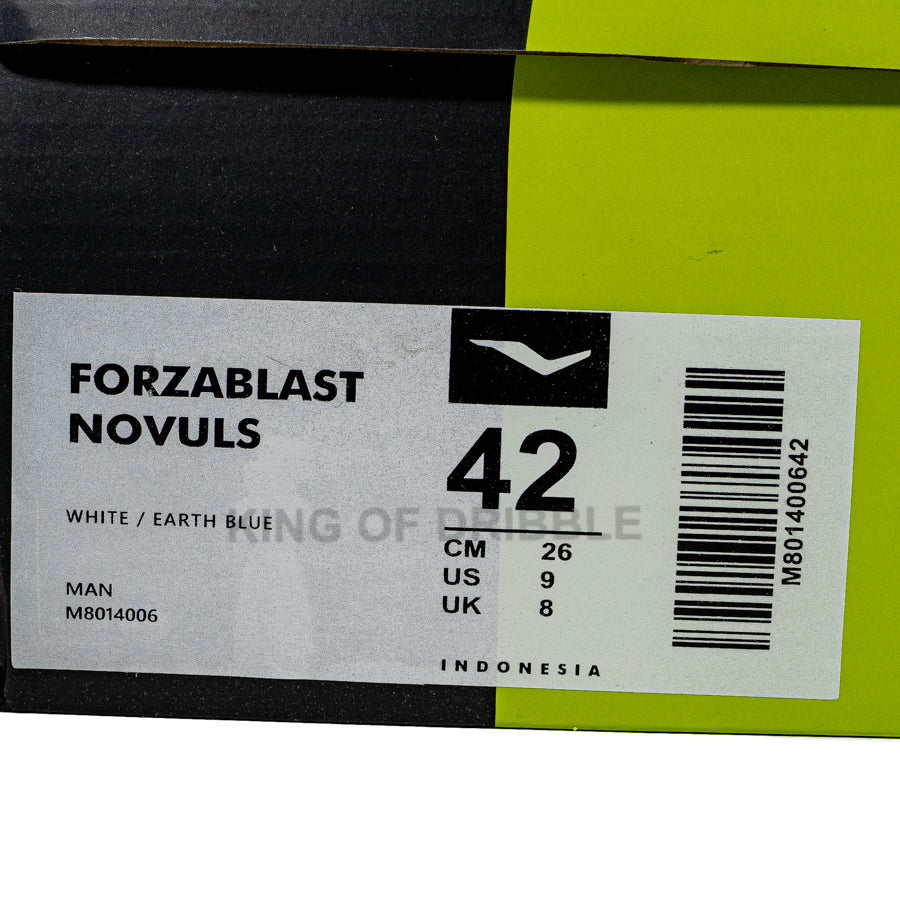 FORZABLAST
NOVULS
WHITE / EARTH BLUE
MAN
M8014006
42
CM 26
US 9
UK 8
INDONESIA
M801400642
KING OF DRIBBLE